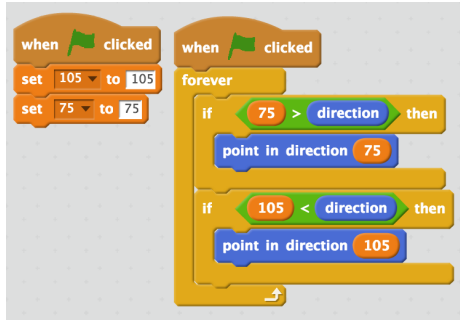 when clicked
set 105 to 105
set 75 to 75
when clicked
forever
if 75 > direction then
point in direction 75
if 105 < direction then
point in direction 105